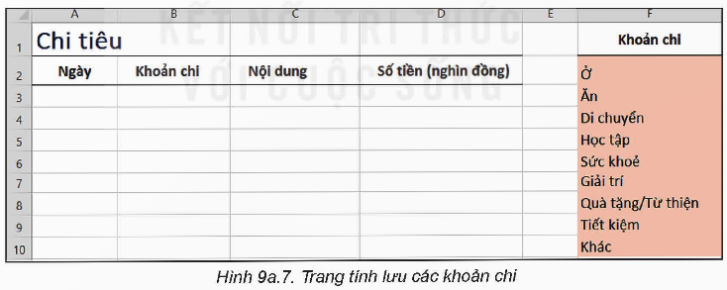 KẾT NỐI TRI THỨC
VỚI CUỘC SỐNG
A B C D E F
1 Chi tiêu Khoản chi
2 Ngày Khoản chi Nội dung Số tiền (nghìn đồng) Ở
3 Ăn
4 Di chuyển
5 Học tập
6 Sức khoẻ
7 Giải trí
8 Quà tặng/Từ thiện
9 Tiết kiệm
10 Khác
Hình 9a.7. Trang tính lưu các khoản chi